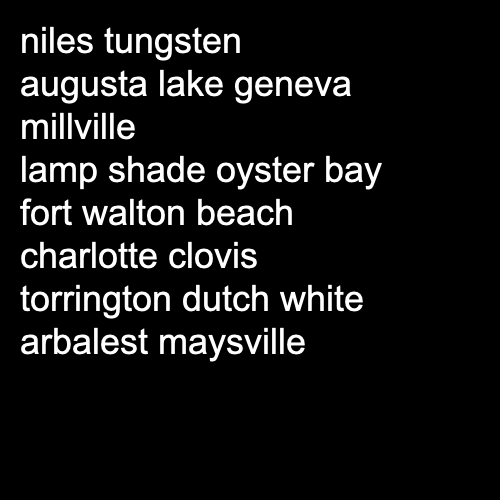 niles tungsten
augusta lake geneva
millville
lamp shade oyster bay
fort walton beach
charlotte clovis
torrington dutch white
arbalest maysville